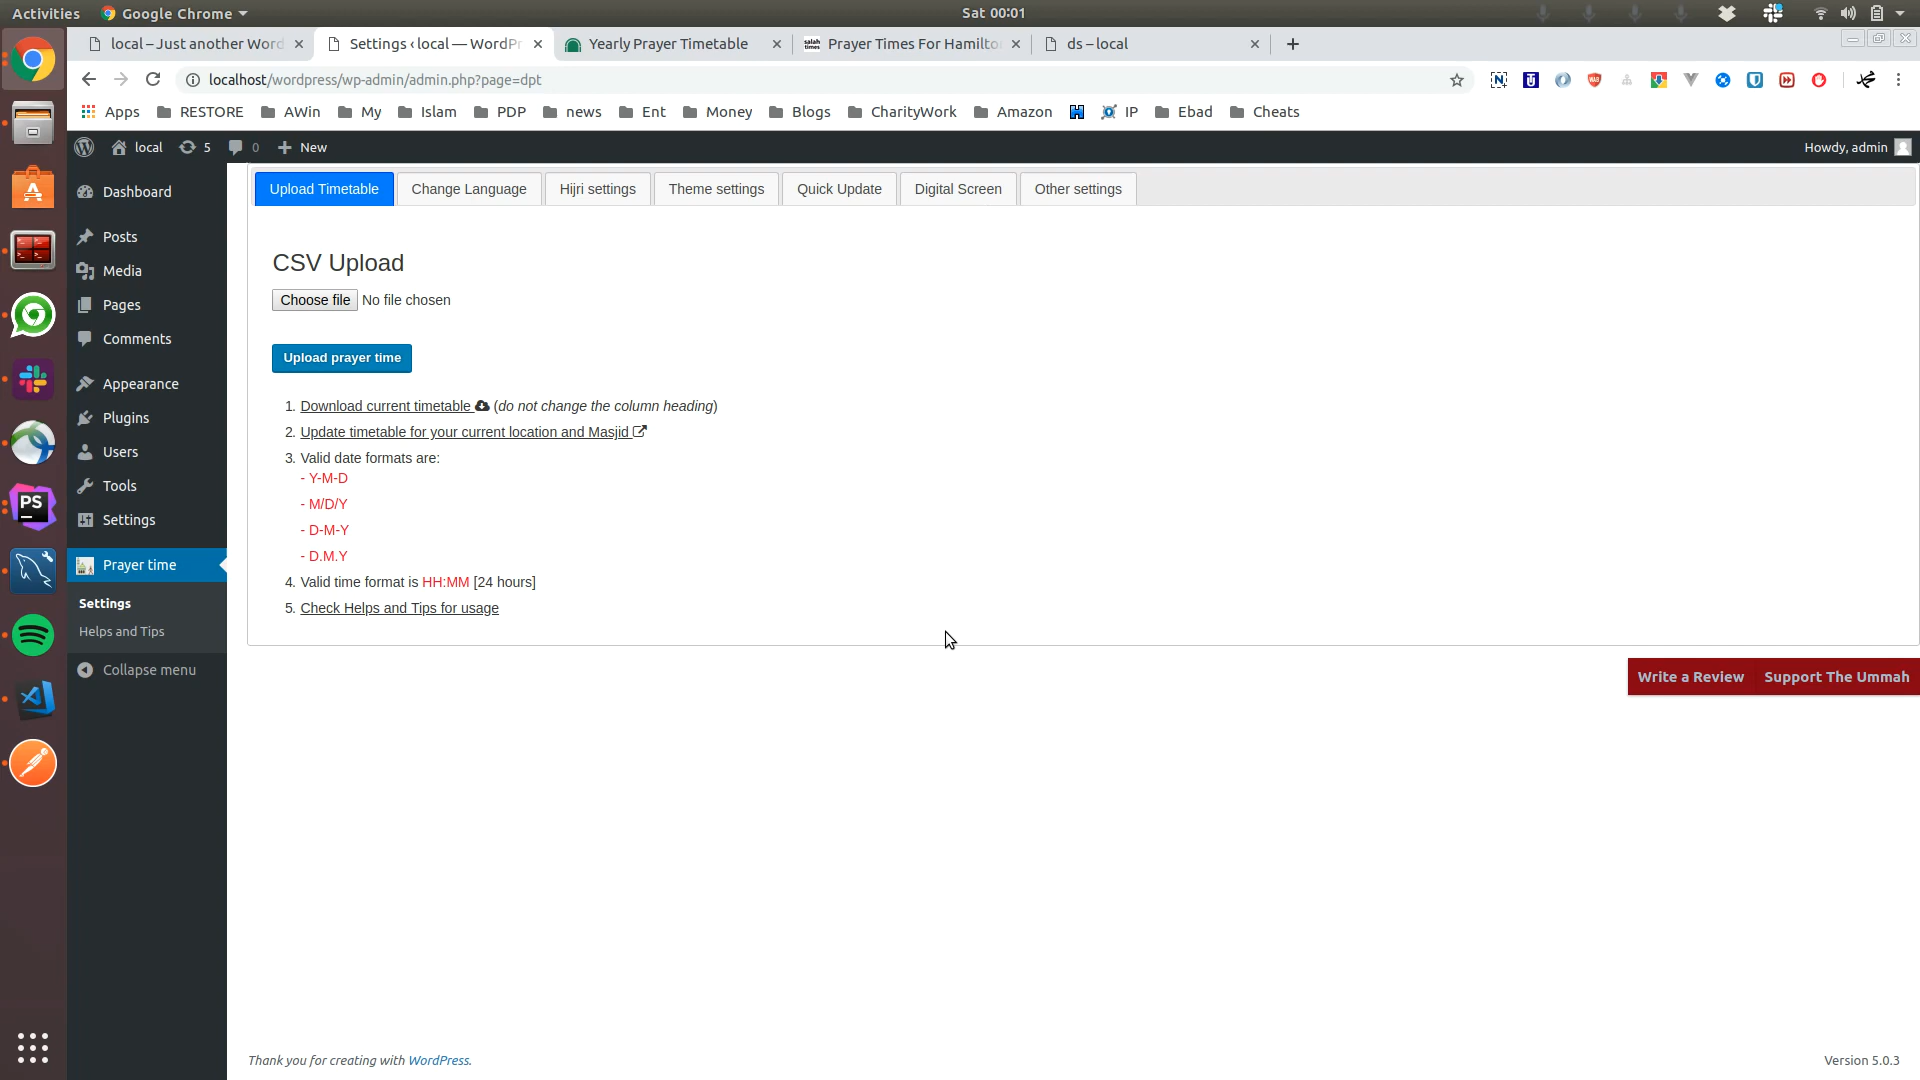 Activities
Google Chrome
Sat 00:01
local – Just another Word
Settings ‹ local — WordPr
Yearly Prayer Timetable
salah times
Prayer Times For Hamilto
ds – local
localhost/wordpress/wp-admin/admin.php?page=dpt
Apps
RESTORE
AWin
My
Islam
PDP
news
Ent
Money
Blogs
CharityWork
Amazon
IP
Ebad
Cheats
local
5
0
New
Howdy, admin
Dashboard
Posts
Media
Pages
Comments
Appearance
Plugins
Users
Tools
Settings
Prayer time
Settings
Helps and Tips
Collapse menu
Upload Timetable
Change Language
Hijri settings
Theme settings
Quick Update
Digital Screen
Other settings
CSV Upload
Choose file No file chosen
Upload prayer time
1. Download current timetable (do not change the column heading)
2. Update timetable for your current location and Masjid
3. Valid date formats are:
- Y-M-D
- M/D/Y
- D-M-Y
- D.M.Y
4. Valid time format is HH:MM [24 hours]
5. Check Helps and Tips for usage
Write a Review
Support The Ummah
Thank you for creating with WordPress.
Version 5.0.3
PS